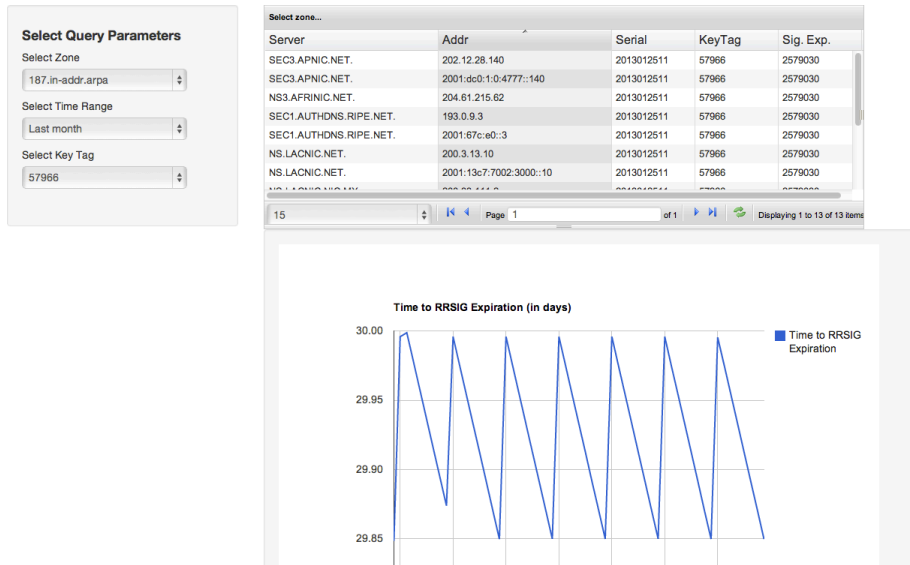 Select Query Parameters
Select Zone
187.in-addr.arpa
Select Time Range
Last month
Select Key Tag
57966
Select zone...
Server Addr Serial KeyTag Sig. Exp.
SEC3.APNIC.NET. 202.12.28.140 2013012511 57966 2579030
SEC3.APNIC.NET. 2001:dc0:1:0:4777::140 2013012511 57966 2579030
NS3.AFRINIC.NET. 204.61.215.62 2013012511 57966 2579030
SEC1.AUTHDNS.RIPE.NET. 193.0.9.3 2013012511 57966 2579030
SEC1.AUTHDNS.RIPE.NET. 2001:67c:e0::3 2013012511 57966 2579030
NS.LACNIC.NET. 200.3.13.10 2013012511 57966 2579030
NS.LACNIC.NET. 2001:13c7:7002:3000::10 2013012511 57966 2579030
15 Page 1 of 1 Displaying 1 to 13 of 13 items
Time to RRSIG Expiration (in days)
30.00
29.95
29.90
29.85
Time to RRSIG
Expiration